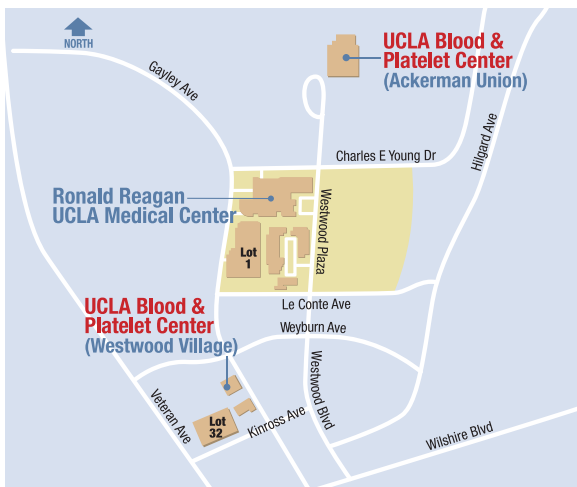 NORTH
UCLA Blood &
Platelet Center
(Ackerman Union)
Gayley Ave
Hilgard Ave
Charles E Young Dr
Ronald Reagan
UCLA Medical Center
Westwood Plaza
Lot
1
Le Conte Ave
UCLA Blood &
Platelet Center
(Westwood Village)
Weyburn Ave
Westwood Blvd
Veteran Ave
Lot
32
Kinross Ave
Wilshire Blvd